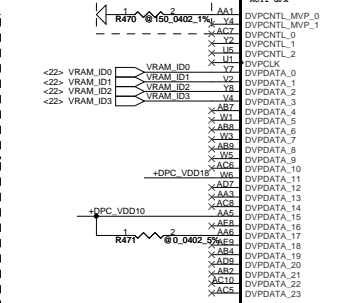 1 2 AA1 DVPCNTL_MVP_0
R470 @150_0402_1% Y4 DVPCNTL_MVP_1
AC7 DVPCNTL_0
Y2 DVPCNTL_1
U5 DVPCNTL_2
U1 DVPCLK
<22> VRAM_ID0 VRAM_ID0 Y7 DVPDATA_0
<22> VRAM_ID1 VRAM_ID1 V2 DVPDATA_1
<22> VRAM_ID2 VRAM_ID2 Y8 DVPDATA_2
<22> VRAM_ID3 VRAM_ID3 V4 DVPDATA_3
AB7 DVPDATA_4
W1 DVPDATA_5
AB8 DVPDATA_6
W3 DVPDATA_7
AB9 DVPDATA_8
W5 DVPDATA_9
AC6 DVPDATA_10
+DPC_VDD18 W6 DVPDATA_11
AD7 DVPDATA_12
AA3 DVPDATA_13
AC8 DVPDATA_14
+DPC_VDD10 AA5 DVPDATA_15
AE8 DVPDATA_16
1 2 AA6 DVPDATA_17
R471 @0_0402_5% AE9 DVPDATA_18
AB4 DVPDATA_19
AD9 DVPDATA_20
AB2 DVPDATA_21
AC10 DVPDATA_22
AC5 DVPDATA_23